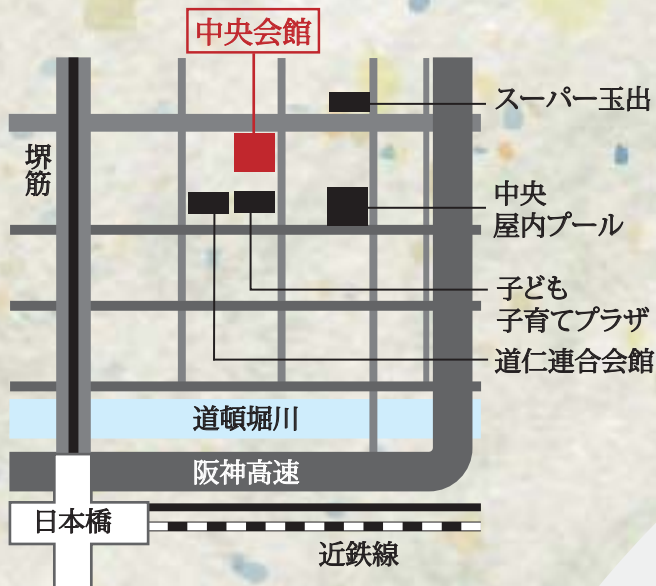 中央会館
スーパー玉出
堺筋
中央
屋内プール
子ども
子育てプラザ
道仁連合会館
道頓堀川
阪神高速
日本橋
近鉄線